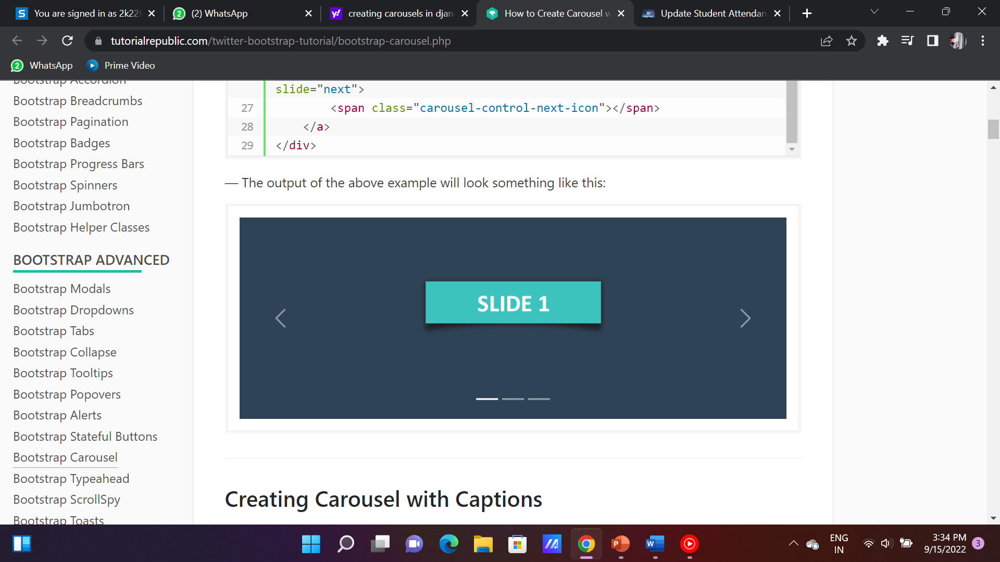 You are signed in as 2k22
(2) WhatsApp
creating carousels in djan
How to Create Carousel w
Update Student Attendan
tutorialrepublic.com/twitter-bootstrap-tutorial/bootstrap-carousel.php
2 WhatsApp
Prime Video
Bootstrap Accordion
Bootstrap Breadcrumbs
Bootstrap Pagination
Bootstrap Badges
Bootstrap Progress Bars
Bootstrap Spinners
Bootstrap Jumbotron
Bootstrap Helper Classes
BOOTSTRAP ADVANCED
Bootstrap Modals
Bootstrap Dropdowns
Bootstrap Tabs
Bootstrap Collapse
Bootstrap Tooltips
Bootstrap Popovers
Bootstrap Alerts
Bootstrap Stateful Buttons
Bootstrap Carousel
Bootstrap Typeahead
Bootstrap ScrollSpy
Bootstrap Toasts
slide="next">
27 <span class="carousel-control-next-icon"></span>
28 </a>
29 </div>
— The output of the above example will look something like this:
SLIDE 1
Creating Carousel with Captions
ENG
IN
3:34 PM
9/15/2022
3